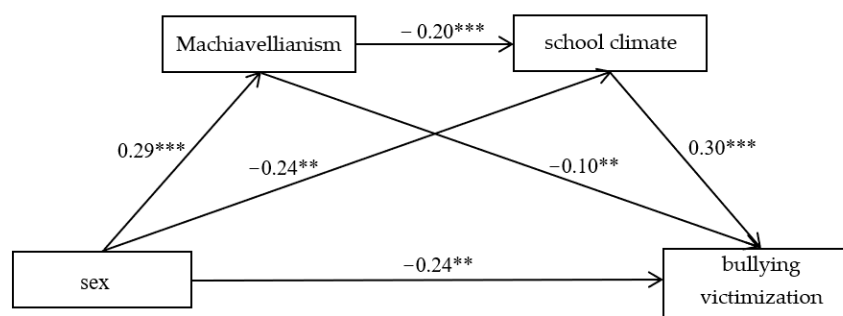 Machiavellianism
− 0.20***
school climate
0.29***
−0.24**
−0.10**
0.30***
sex
−0.24**
bullying
victimization